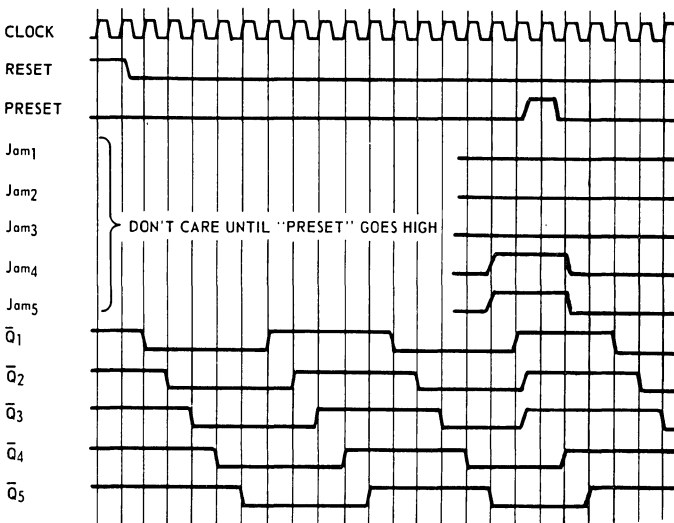 CLOCK
RESET
PRESET
Jam1
Jam2
Jam3
DON'T CARE UNTIL "PRESET" GOES HIGH
Jam4
Jam5
Q̅1
Q̅2
Q̅3
Q̅4
Q̅5